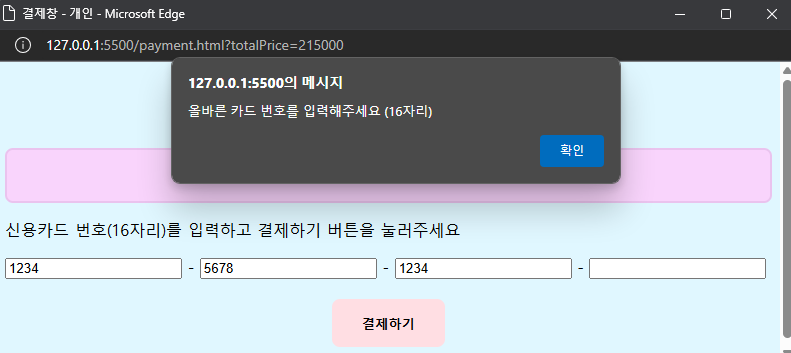 결제창 - 개인 - Microsoft Edge
127.0.0.1:5500/payment.html?totalPrice=215000
127.0.0.1:5500의 메시지
올바른 카드 번호를 입력해주세요 (16자리)
확인
신용카드 번호(16자리)를 입력하고 결제하기 버튼을 눌러주세요
1234 - 5678 - 1234 -
결제하기